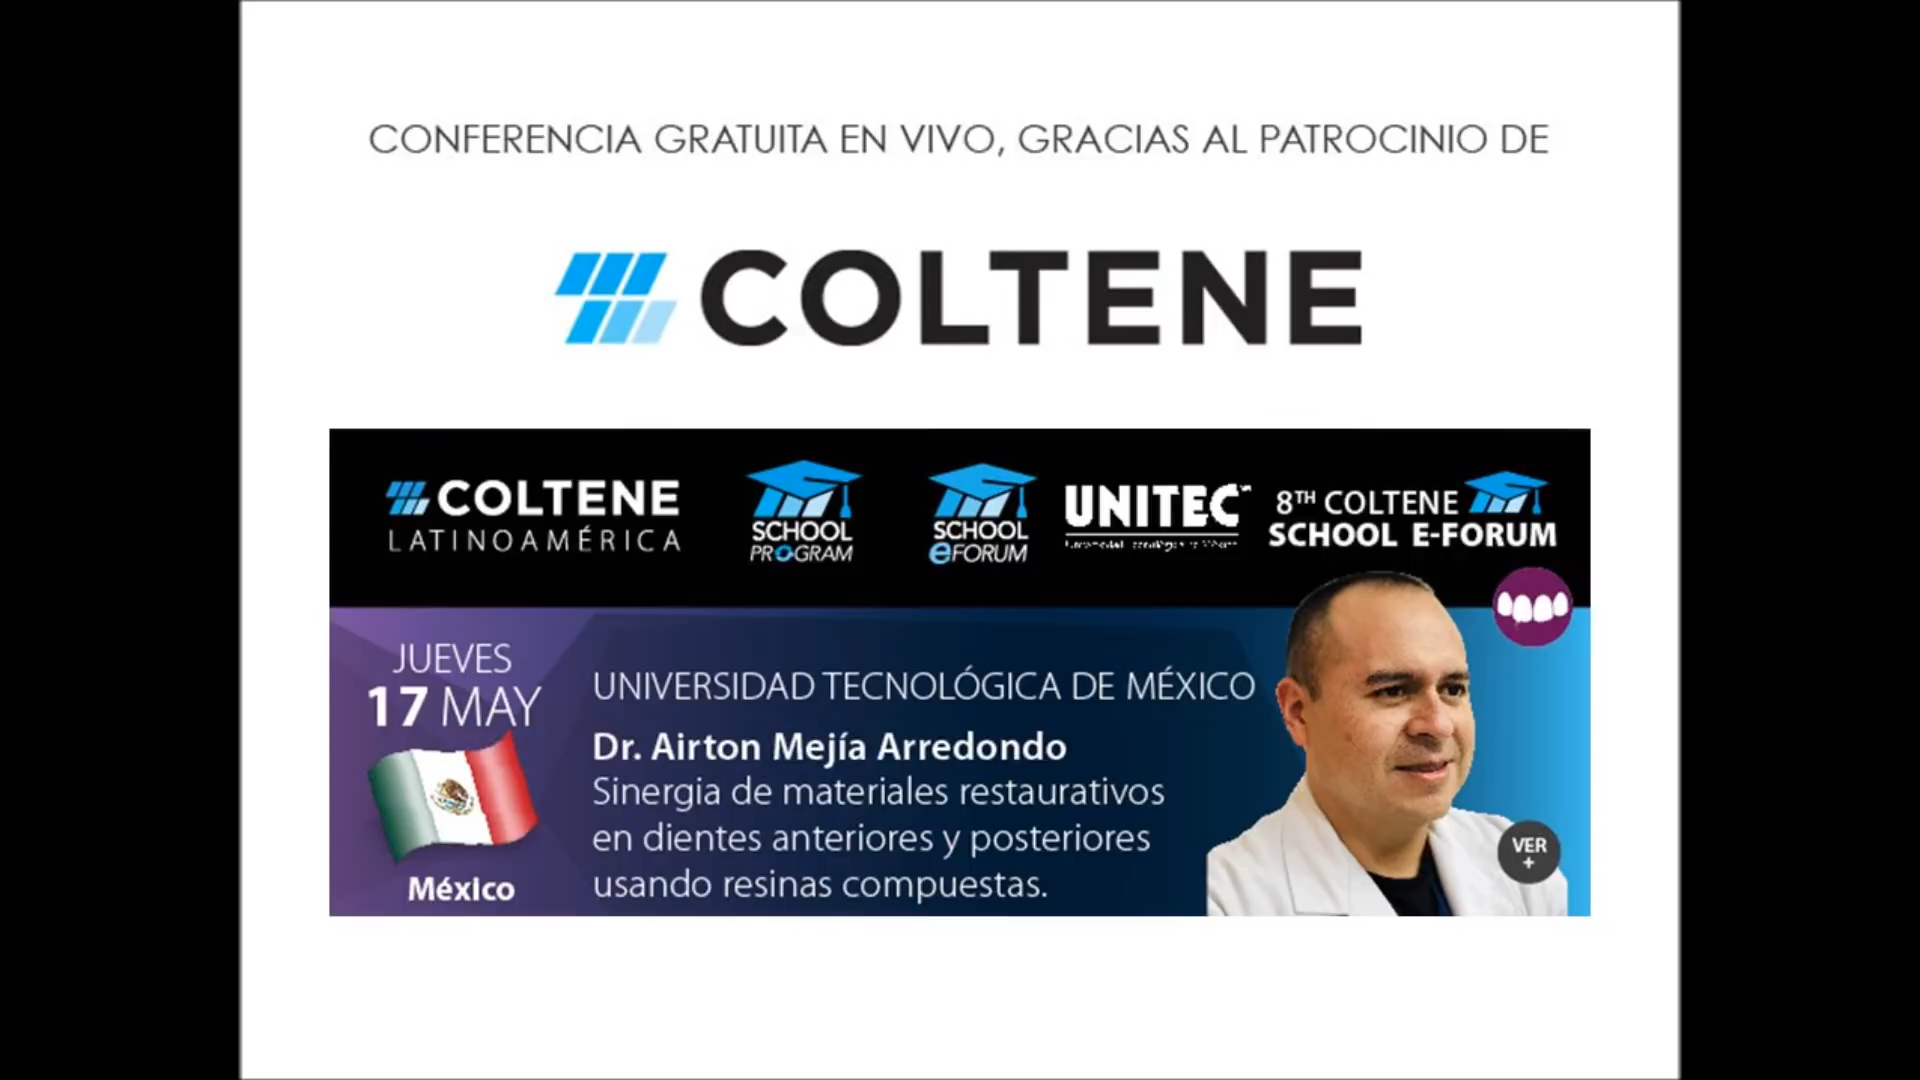 CONFERENCIA GRATUITA EN VIVO, GRACIAS AL PATROCINIO DE
COLTENE
COLTENE
LATINOAMÉRICA
SCHOOL
PROGRAM
SCHOOL
eFORUM
UNITEC
8TH COLTENE
SCHOOL E-FORUM
JUEVES
17 MAY
México
UNIVERSIDAD TECNOLÓGICA DE MÉXICO
Dr. Airton Mejía Arredondo
Sinergia de materiales restaurativos
en dientes anteriores y posteriores
usando resinas compuestas.
VER
+